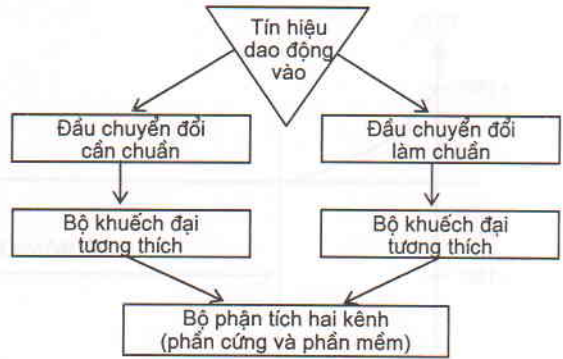 Tín hiệu
dao động
vào
Đầu chuyển đổi
cần chuẩn
Đầu chuyển đổi
làm chuẩn
Bộ khuếch đại
tương thích
Bộ khuếch đại
tương thích
Bộ phận tích hai kênh
(phần cứng và phần mềm)